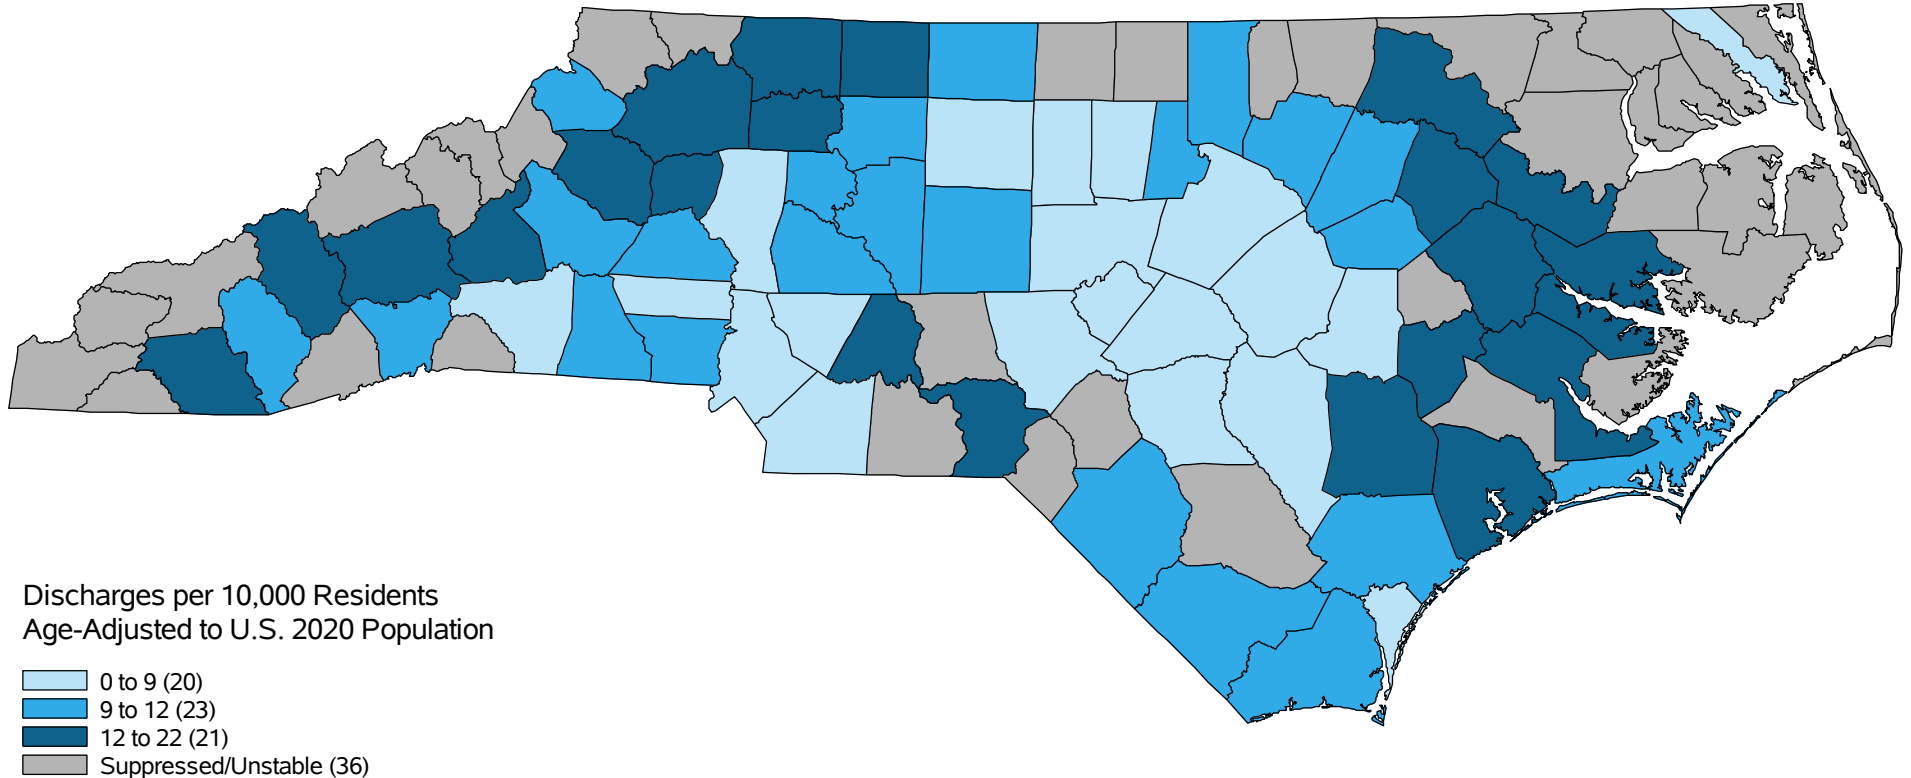 Discharges per 10,000 Residents
Age-Adjusted to U.S. 2020 Population
0 to 9 (20)
9 to 12 (23)
12 to 22 (21)
Suppressed/Unstable (36)